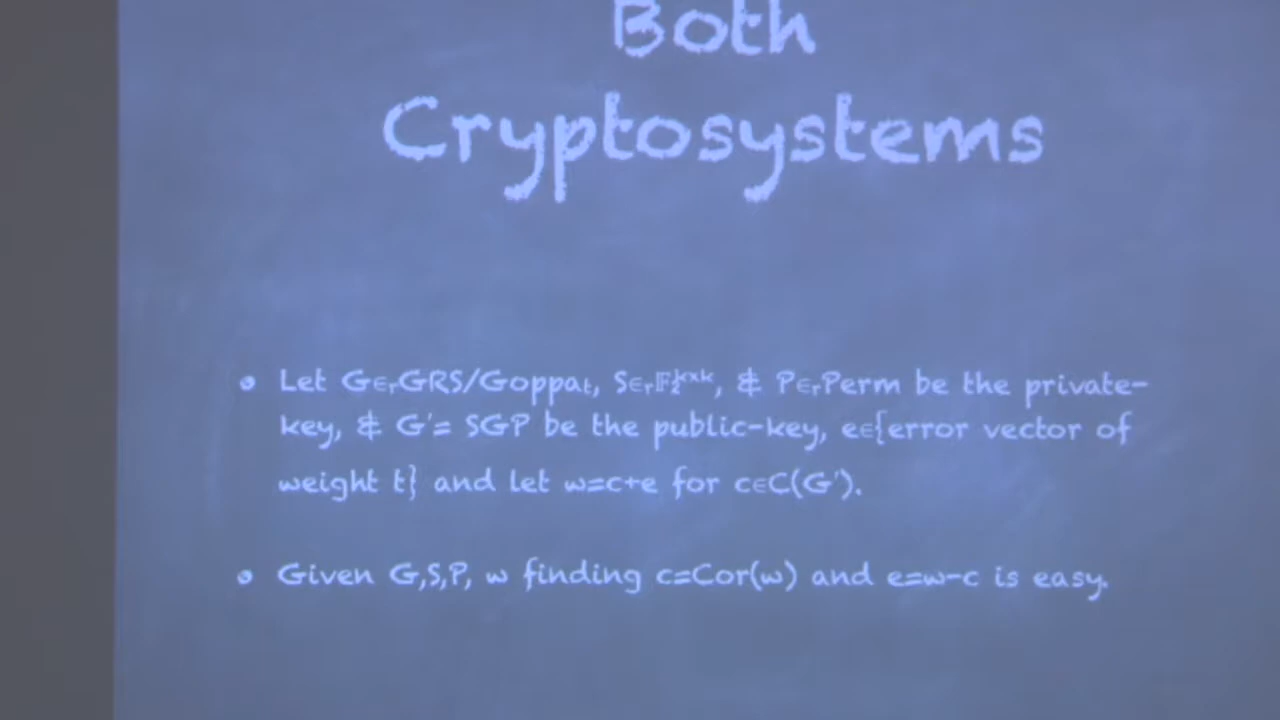 Both
Cryptosystems
• Let G∈ᵣGRS/Goppaₜ, S∈ᵣ𝔽₂ᵏˣᵏ, & P∈ᵣPerm be the private-
key, & G'= SGP be the public-key, e∈{error vector of
weight t} and let w=c+e for c∈C(G').
• Given G,S,P, w finding c=Cor(w) and e=w-c is easy.